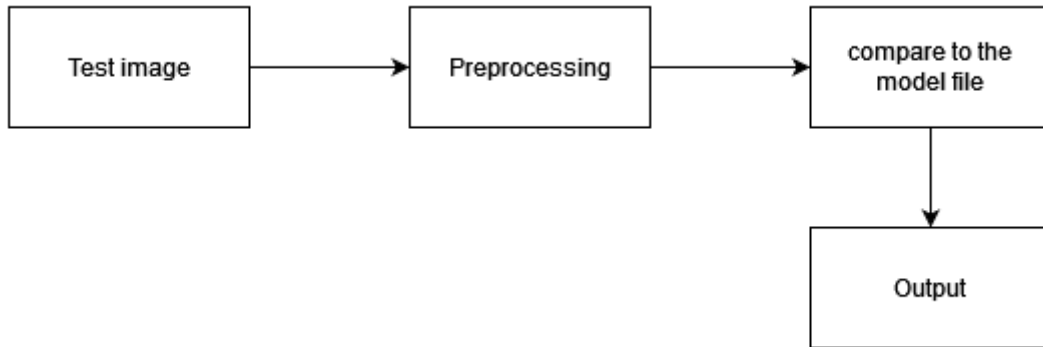 Test image
Preprocessing
compare to the
model file
Output